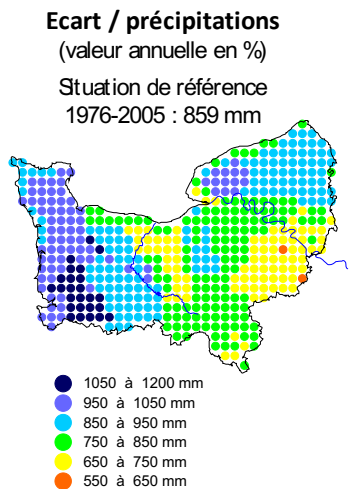 Ecart / précipitations
(valeur annuelle en %)
Situation de référence
1976-2005 : 859 mm
1050 à 1200 mm
950 à 1050 mm
850 à 950 mm
750 à 850 mm
650 à 750 mm
550 à 650 mm